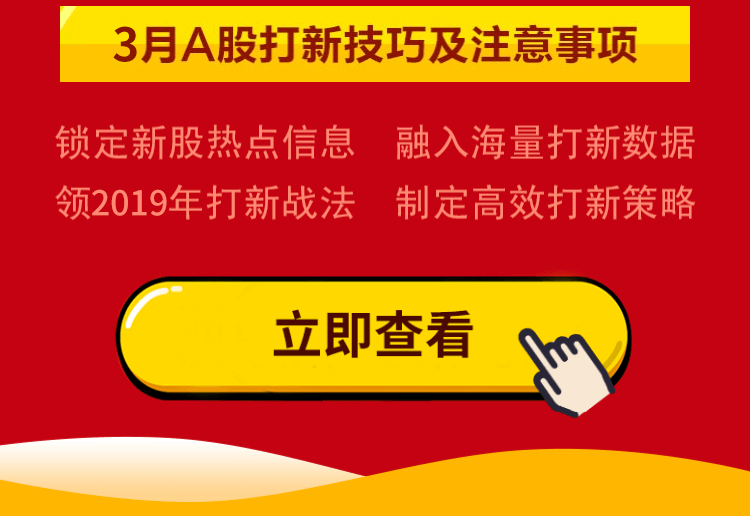 3月A股打新技巧及注意事项
锁定新股热点信息 融入海量打新数据
领2019年打新战法 制定高效打新策略
立即查看